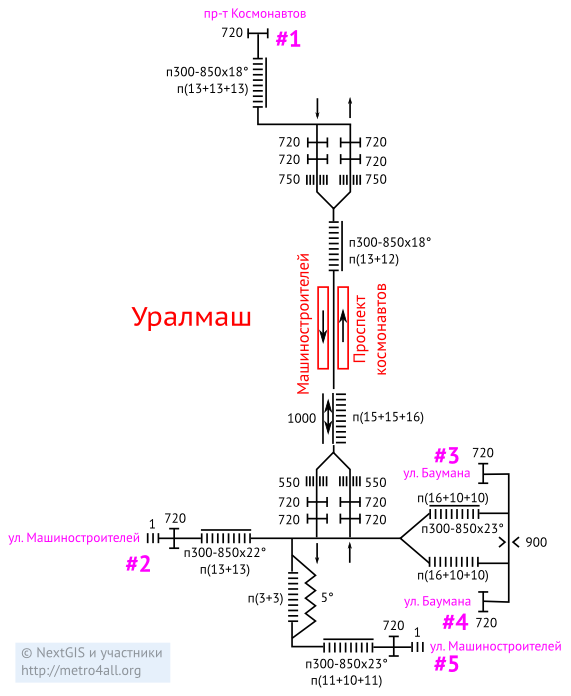 пр-т Космонавтов
720
#1
п300-850x18°
п(13+13+13)
720
720
720
720
750
750
п300-850x18°
п(13+12)
Уралмаш
Машиностроителей
Проспект
космонавтов
1000
п(15+15+16)
#3
720
ул. Баумана
550
550
п(16+10+10)
720
720
720
720
п300-850x23°
1
720
ул. Машиностроителей
#2
п300-850x22°
п(13+13)
900
п(16+10+10)
п(3+3)
5°
ул. Баумана
720
#4
720
1
ул. Машиностроителей
#5
п300-850x23°
п(11+10+11)
© NextGIS и участники
http://metro4all.org